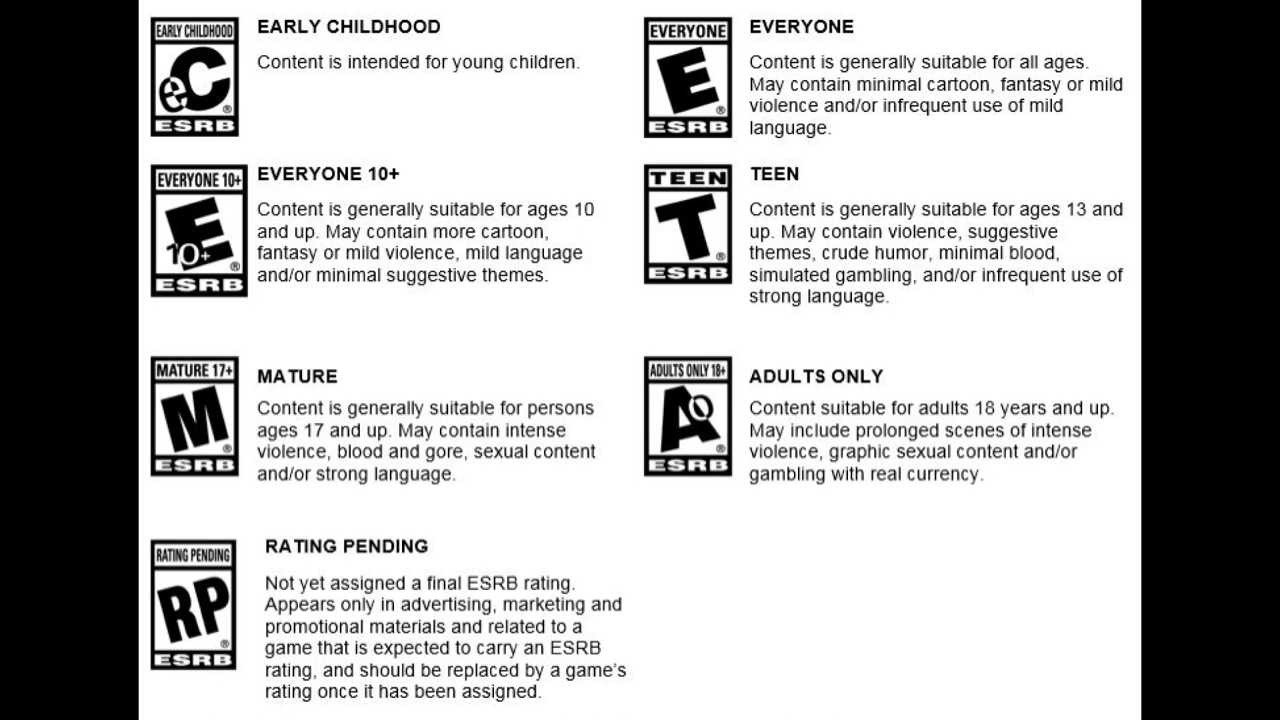 EARLY CHILDHOOD
eC
®
ESRB
EARLY CHILDHOOD
Content is intended for young children.
EVERYONE
E
®
ESRB
EVERYONE
Content is generally suitable for all ages.
May contain minimal cartoon, fantasy or mild
violence and/or infrequent use of mild
language.
EVERYONE 10+
E
10+
®
ESRB
EVERYONE 10+
Content is generally suitable for ages 10
and up. May contain more cartoon,
fantasy or mild violence, mild language
and/or minimal suggestive themes.
TEEN
T
®
ESRB
TEEN
Content is generally suitable for ages 13 and
up. May contain violence, suggestive
themes, crude humor, minimal blood,
simulated gambling, and/or infrequent use of
strong language.
MATURE 17+
M
®
ESRB
MATURE
Content is generally suitable for persons
ages 17 and up. May contain intense
violence, blood and gore, sexual content
and/or strong language.
ADULTS ONLY 18+
AO
®
ESRB
ADULTS ONLY
Content suitable for adults 18 years and up.
May include prolonged scenes of intense
violence, graphic sexual content and/or
gambling with real currency.
RATING PENDING
RP
®
ESRB
RATING PENDING
Not yet assigned a final ESRB rating.
Appears only in advertising, marketing and
promotional materials and related to a
game that is expected to carry an ESRB
rating, and should be replaced by a game’s
rating once it has been assigned.